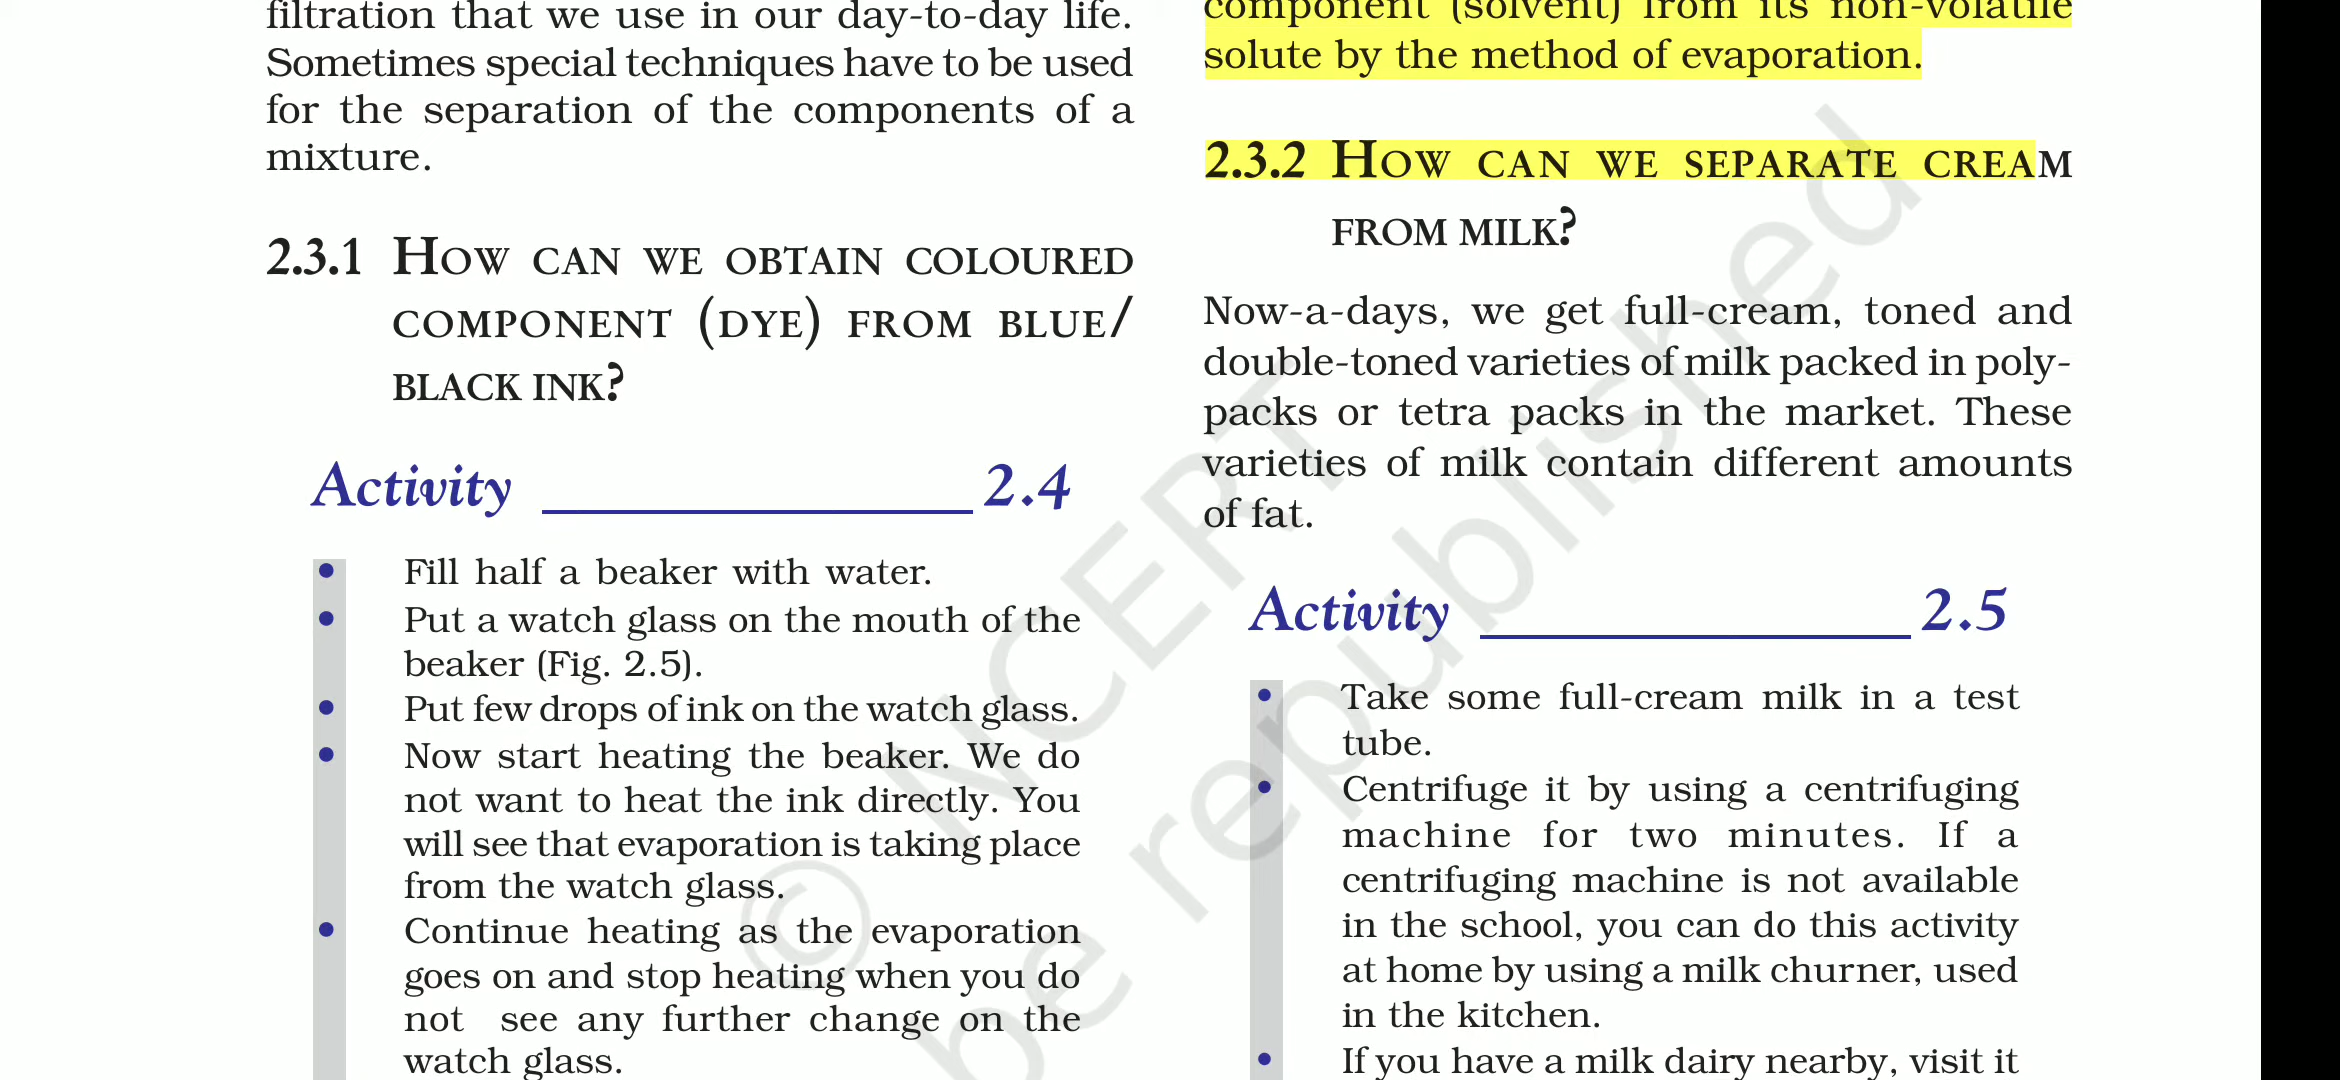 filtration that we use in our day-to-day life.
Sometimes special techniques have to be used
for the separation of the components of a
mixture.
2.3.1 HOW CAN WE OBTAIN COLOURED
COMPONENT (DYE) FROM BLUE/
BLACK INK?
Activity 2.4
• Fill half a beaker with water.
• Put a watch glass on the mouth of the
beaker (Fig. 2.5).
• Put few drops of ink on the watch glass.
• Now start heating the beaker. We do
not want to heat the ink directly. You
will see that evaporation is taking place
from the watch glass.
• Continue heating as the evaporation
goes on and stop heating when you do
not see any further change on the
watch glass.
component (solvent) from its non-volatile
solute by the method of evaporation.
2.3.2 HOW CAN WE SEPARATE CREAM
FROM MILK?
Now-a-days, we get full-cream, toned and
double-toned varieties of milk packed in poly-
packs or tetra packs in the market. These
varieties of milk contain different amounts
of fat.
Activity 2.5
• Take some full-cream milk in a test
tube.
• Centrifuge it by using a centrifuging
machine for two minutes. If a
centrifuging machine is not available
in the school, you can do this activity
at home by using a milk churner, used
in the kitchen.
• If you have a milk dairy nearby, visit it
© NCERT
be republished